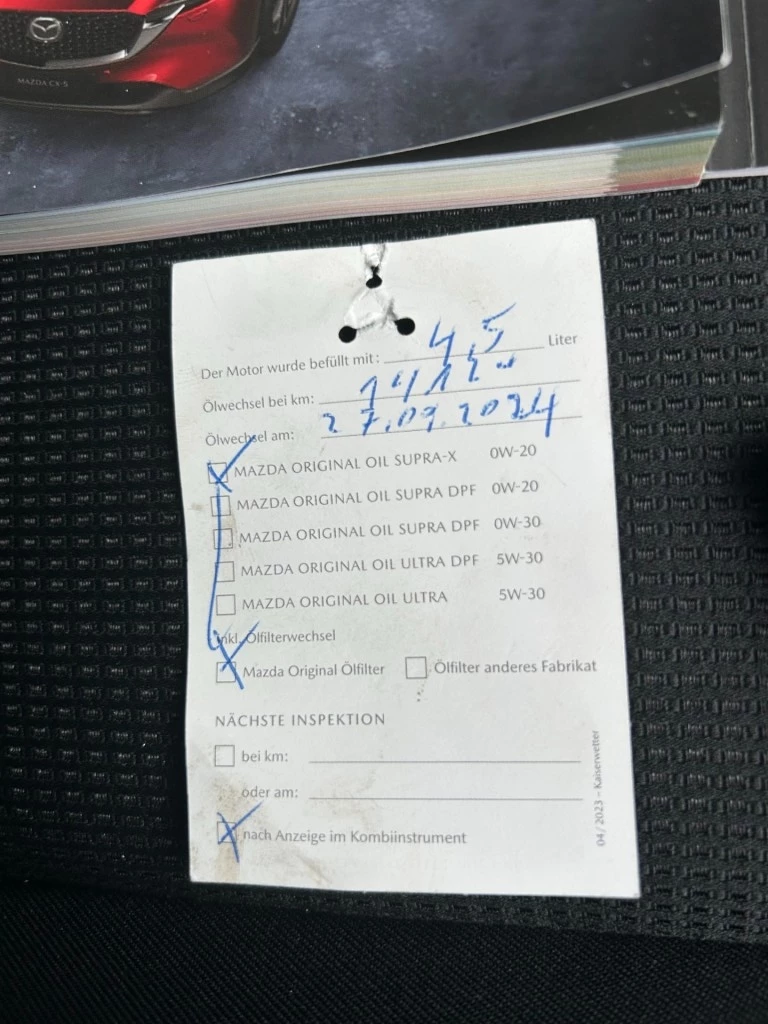 MAZDA CX-5
Der Motor wurde befüllt mit: 4,5 Liter
Ölwechsel bei km:
Ölwechsel am: 27.09.2024
MAZDA ORIGINAL OIL SUPRA-X 0W-20
MAZDA ORIGINAL OIL SUPRA DPF 0W-20
MAZDA ORIGINAL OIL SUPRA DPF 0W-30
MAZDA ORIGINAL OIL ULTRA DPF 5W-30
MAZDA ORIGINAL OIL ULTRA 5W-30
inkl. Ölfilterwechsel
Mazda Original Ölfilter Ölfilter anderes Fabrikat
NÄCHSTE INSPEKTION
bei km:
oder am:
nach Anzeige im Kombiinstrument
04/2023 – Kaiserwetter